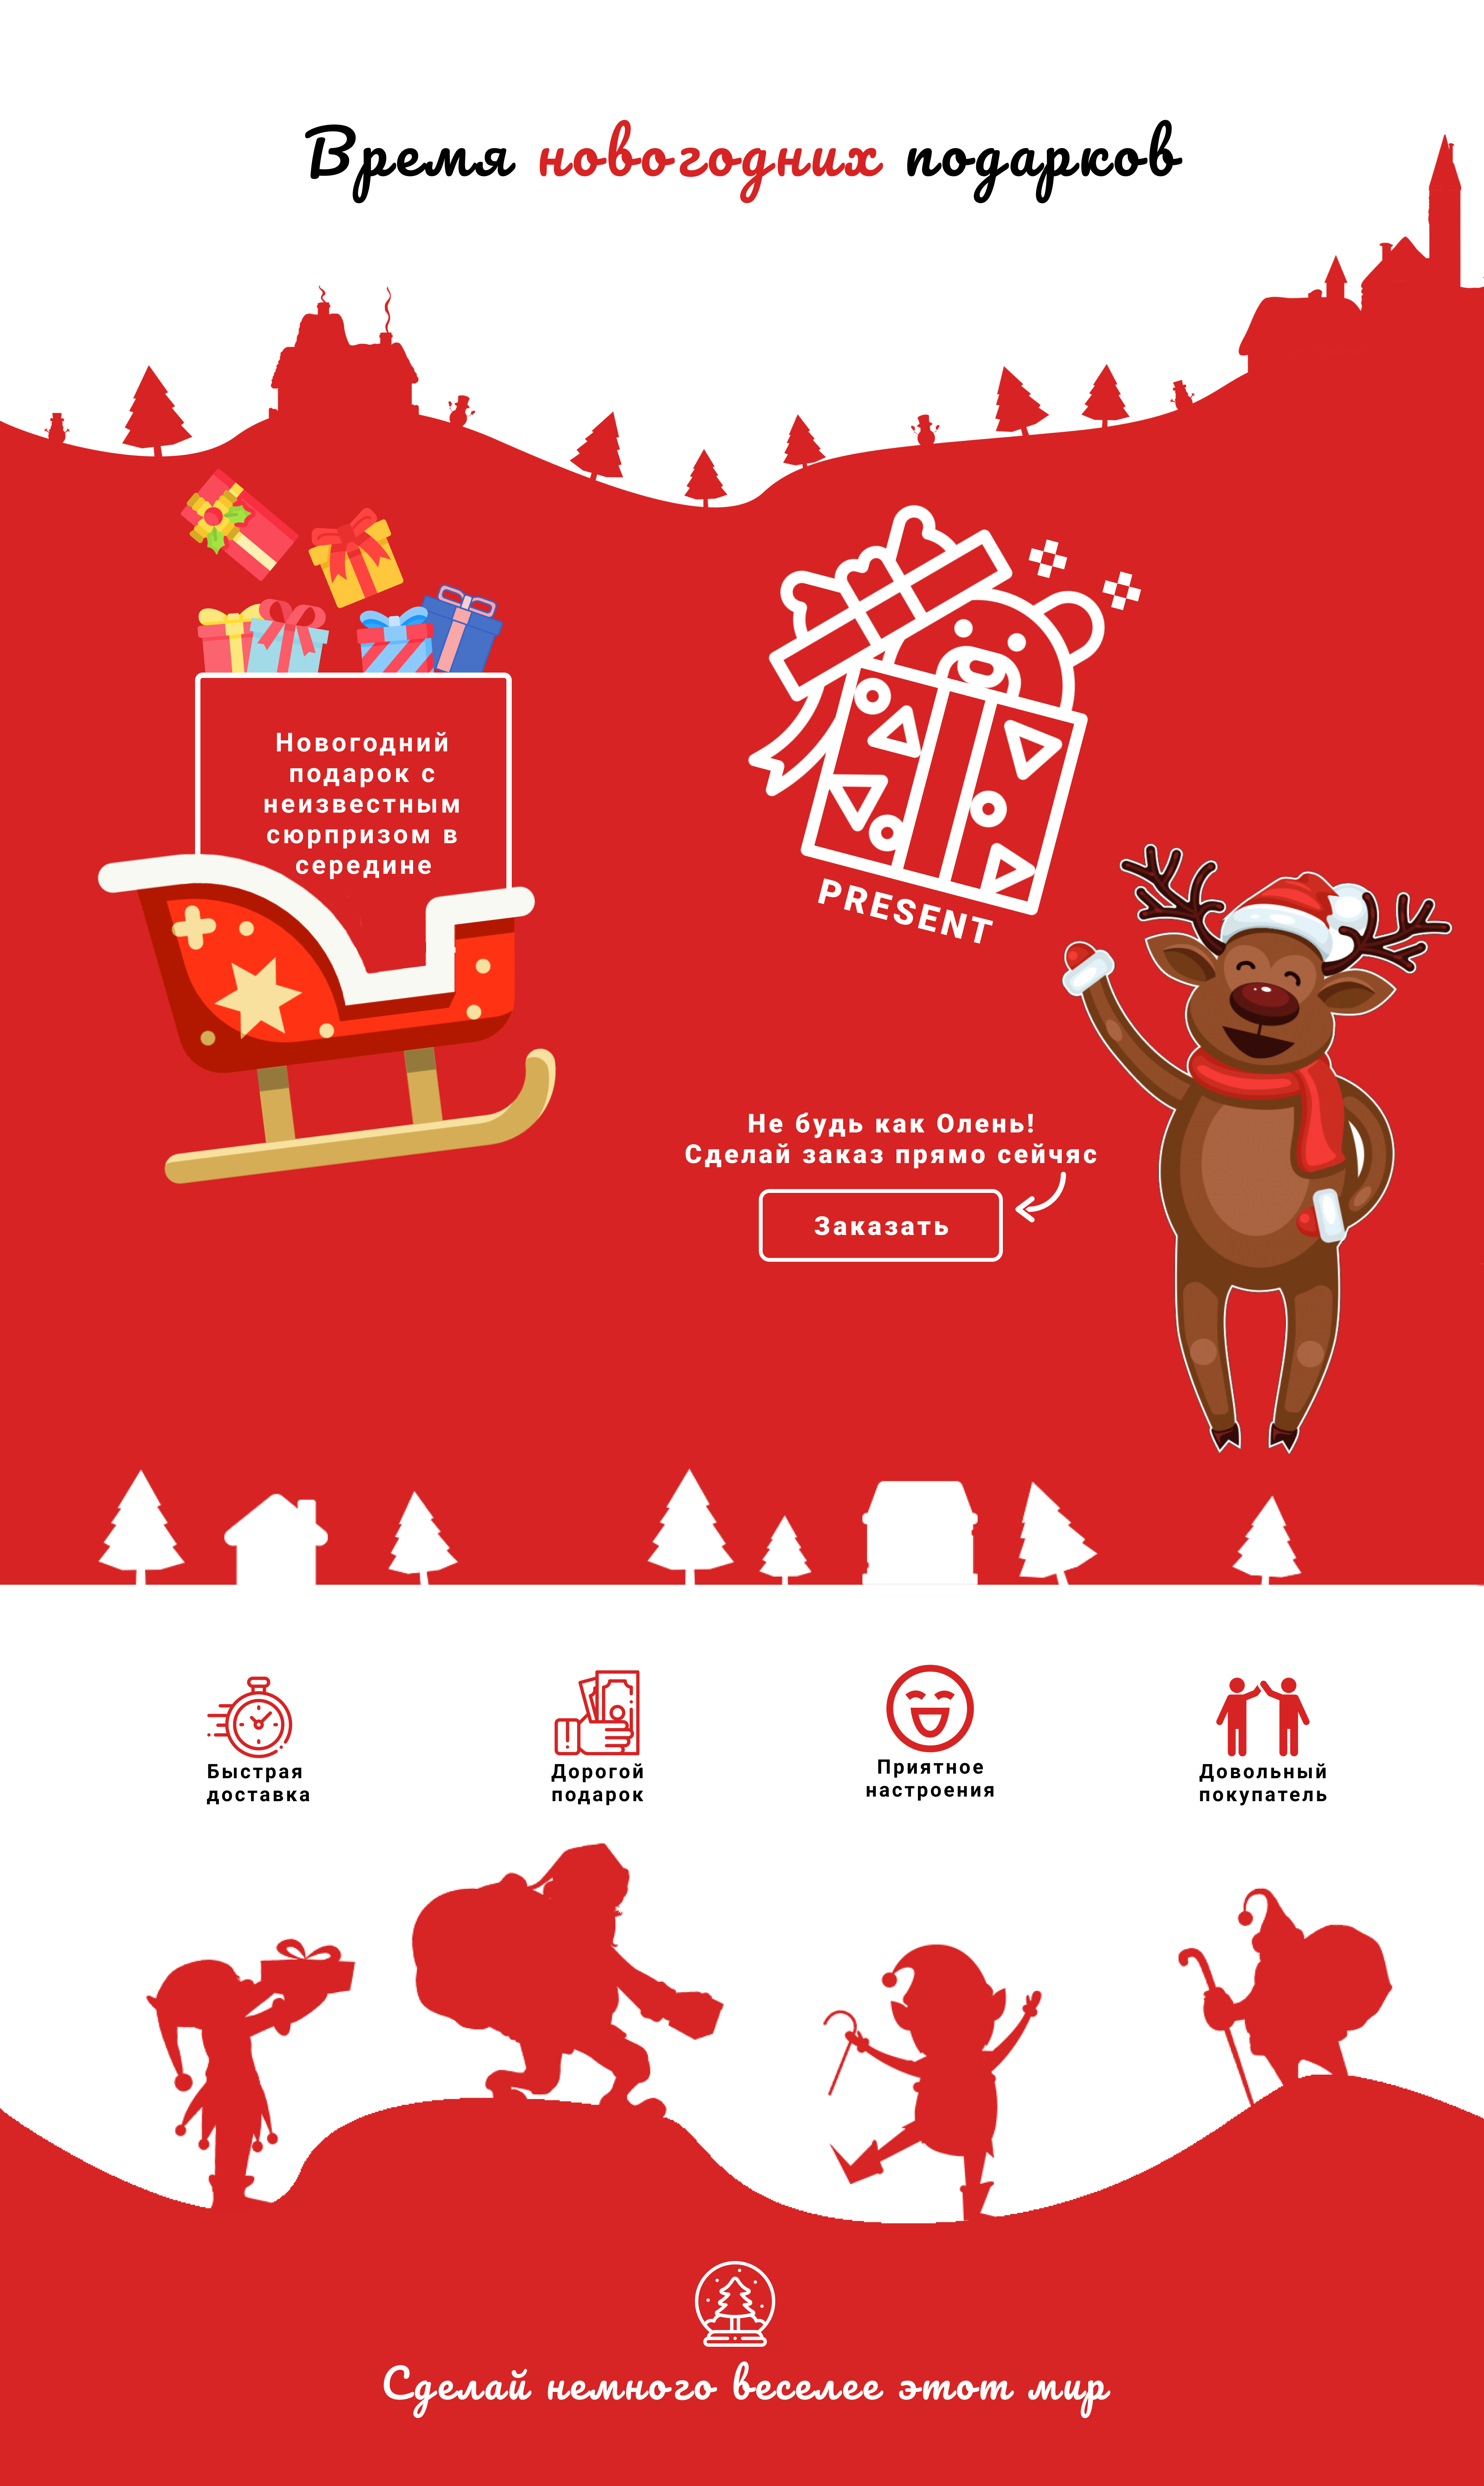 Время новогодних подарков
Новогодний
подарок с
неизвестным
сюрпризом в
середине
PRESENT
Не будь как Олень!
Сделай заказ прямо сейчяс
Заказать
Быстрая
доставка
Дорогой
подарок
Приятное
настроения
Довольный
покупатель
Сделай немного веселее этот мир